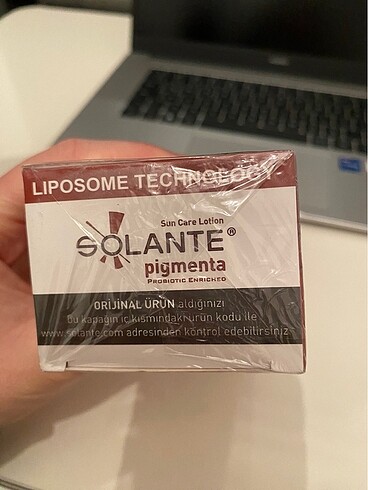 LIPOSOME TECHNOLOGY
Sun Care Lotion
SOLANTE®
pigmenta
PROBIOTIC ENRICHED
ORİJİNAL ÜRÜN aldığınızı
Bu kapağın iç kısmındaki ürün kodu ile
www.solante.com adresinden kontrol edebilirsiniz